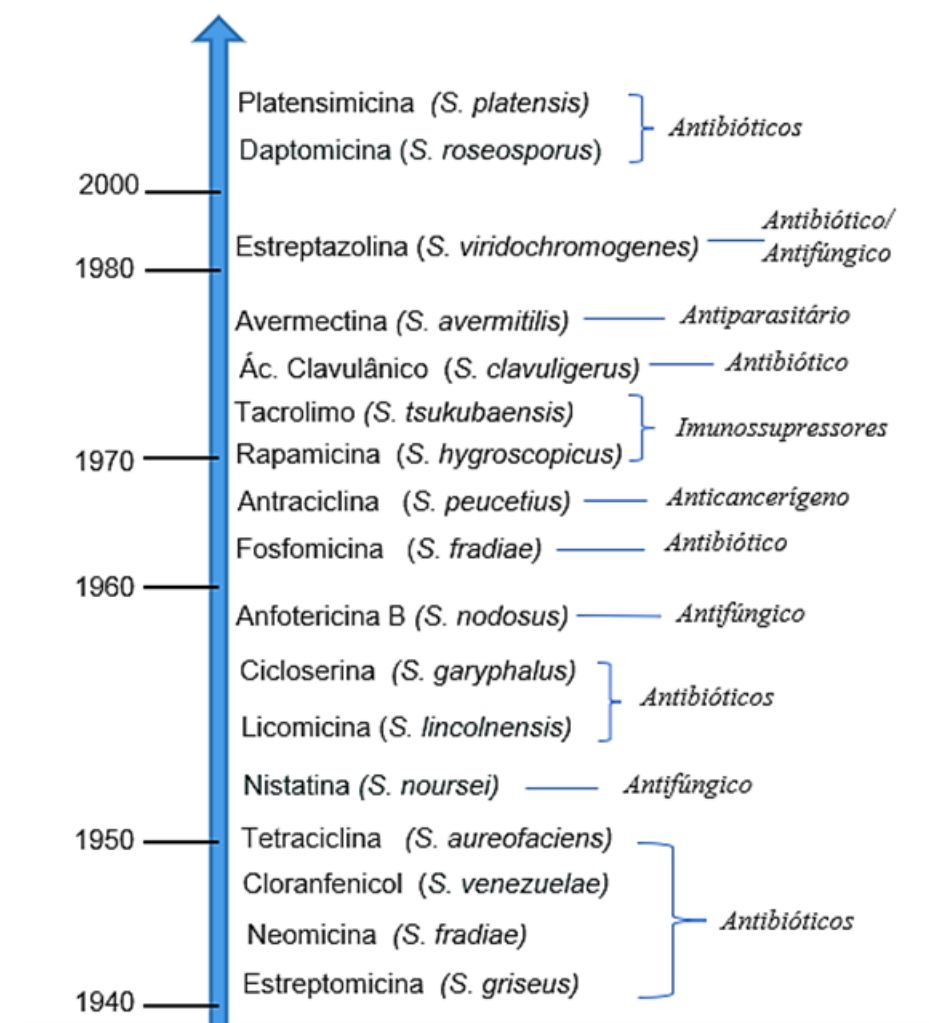 Platensimicina (S. platensis)
Antibióticos
Daptomicina (S. roseosporus)
2000
Antibiótico/
Estreptazolina (S. viridochromogenes)
Antifúngico
1980
Avermectina (S. avermitilis)
Antiparasitário
Ác. Clavulânico (S. clavuligerus)
Antibiótico
Tacrolimo (S. tsukubaensis)
Imunossupressores
Rapamicina (S. hygroscopicus)
1970
Antraciclina (S. peucetius)
Anticancerígeno
Fosfomicina (S. fradiae)
Antibiótico
1960
Anfotericina B (S. nodosus)
Antifúngico
Cicloserina (S. garyphalus)
Antibióticos
Licomicina (S. lincolnensis)
Nistatina (S. noursei)
Antifúngico
1950
Tetraciclina (S. aureofaciens)
Cloranfenicol (S. venezuelae)
Antibióticos
Neomicina (S. fradiae)
Estreptomicina (S. griseus)
1940